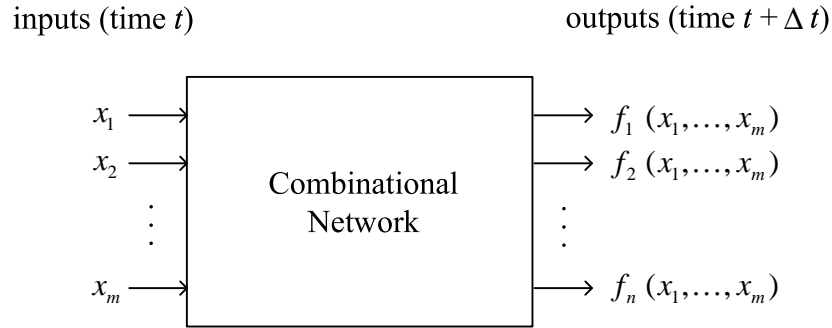 inputs (time t)
outputs (time t + Δ t)
x₁
f₁ (x₁,…,xₘ)
x₂
f₂ (x₁,…,xₘ)
Combinational
Network
xₘ
fₙ (x₁,…,xₘ)